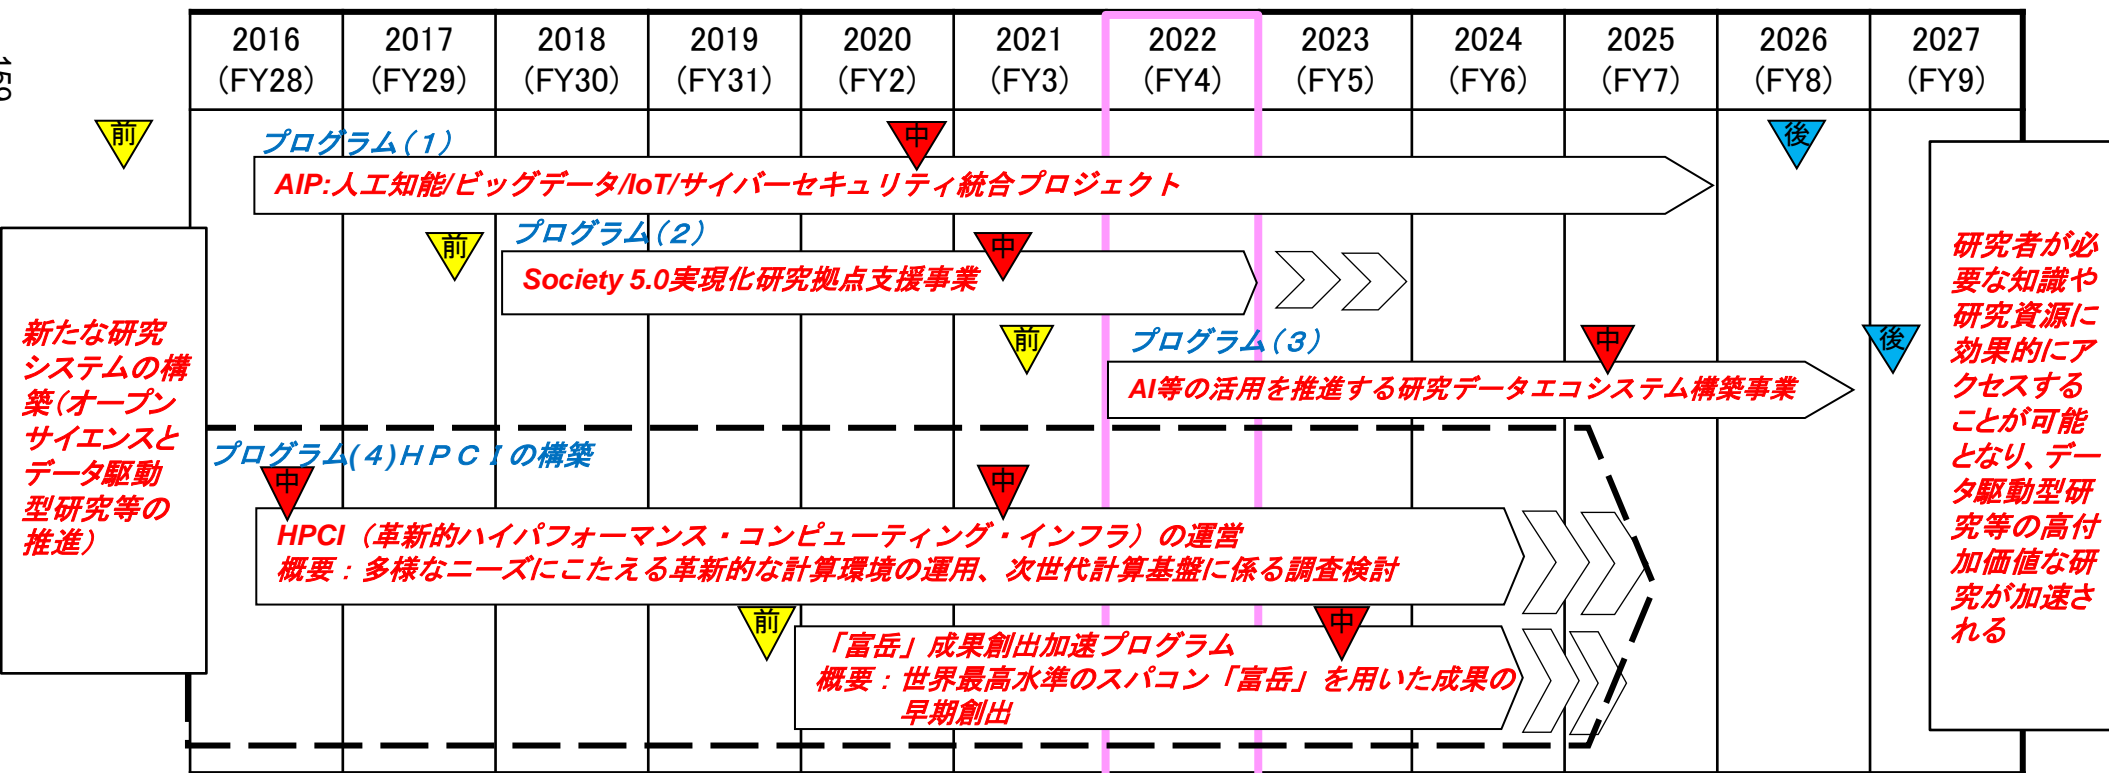 159
2016 2017 2018 2019 2020 2021 2022 2023 2024 2025 2026 2027
（FY28） （FY29） （FY30） （FY31） （FY2） （FY3） （FY4） （FY5） （FY6） （FY7） （FY8） （FY9）
前
プログラム（１）
中
後
AIP:人工知能/ビッグデータ/IoT/サイバーセキュリティ統合プロジェクト
前
プログラム（２）
中
Society 5.0実現化研究拠点支援事業
前
プログラム（３）
中
後
AI等の活用を推進する研究データエコシステム構築事業
新たな研究
システムの構
築（オープン
サイエンスと
データ駆動
型研究等の
推進）
プログラム(４)ＨＰＣＩの構築
中
中
HPCI（革新的ハイパフォーマンス・コンピューティング・インフラ）の運営
概要：多様なニーズにこたえる革新的な計算環境の運用、次世代計算基盤に係る調査検討
前
中
「富岳」成果創出加速プログラム
概要：世界最高水準のスパコン「富岳」を用いた成果の
早期創出
研究者が必
要な知識や
研究資源に
効果的にア
クセスする
ことが可能
となり、デー
タ駆動型研
究等の高付
加価値な研
究が加速さ
れる